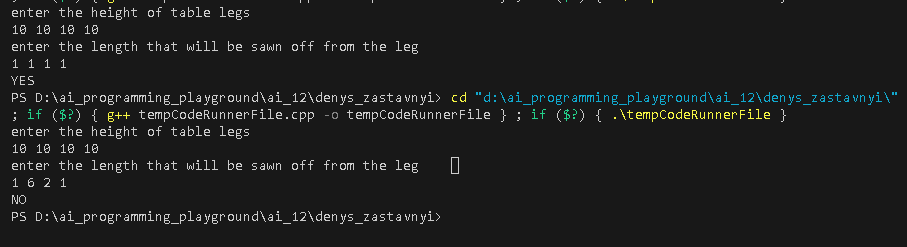 enter the height of table legs
10 10 10 10
enter the length that will be sawn off from the leg
1 1 1 1
YES
PS D:\ai_programming_playground\ai_12\denys_zastavnyi> cd "d:\ai_programming_playground\ai_12\denys_zastavnyi\"
; if ($?) { g++ tempCodeRunnerFile.cpp -o tempCodeRunnerFile } ; if ($?) { .\tempCodeRunnerFile }
enter the height of table legs
10 10 10 10
enter the length that will be sawn off from the leg
1 6 2 1
NO
PS D:\ai_programming_playground\ai_12\denys_zastavnyi>